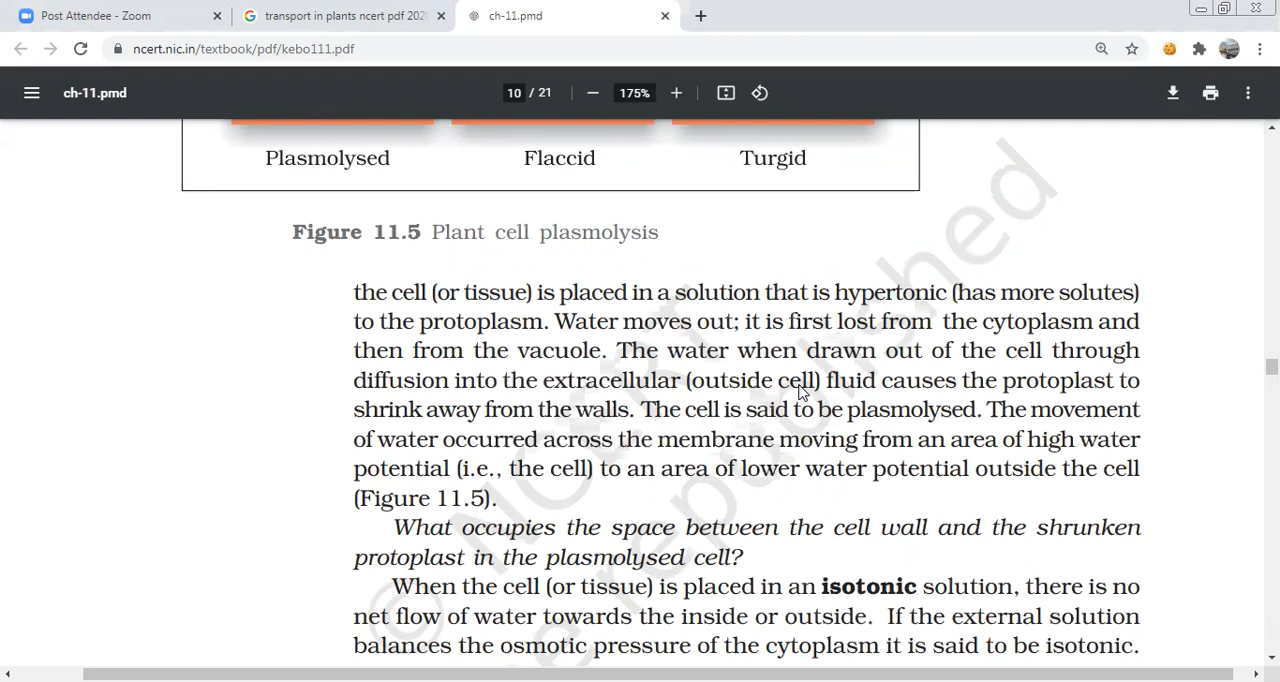 Post Attendee - Zoom
transport in plants ncert pdf 202
ch-11.pmd
ncert.nic.in/textbook/pdf/kebo111.pdf
ch-11.pmd
10 / 21
175%
Plasmolysed Flaccid Turgid
Figure 11.5 Plant cell plasmolysis
the cell (or tissue) is placed in a solution that is hypertonic (has more solutes)
to the protoplasm. Water moves out; it is first lost from the cytoplasm and
then from the vacuole. The water when drawn out of the cell through
diffusion into the extracellular (outside cell) fluid causes the protoplast to
shrink away from the walls. The cell is said to be plasmolysed. The movement
of water occurred across the membrane moving from an area of high water
potential (i.e., the cell) to an area of lower water potential outside the cell
(Figure 11.5).
What occupies the space between the cell wall and the shrunken
protoplast in the plasmolysed cell?
When the cell (or tissue) is placed in an isotonic solution, there is no
net flow of water towards the inside or outside. If the external solution
balances the osmotic pressure of the cytoplasm it is said to be isotonic.
© NCERT
e republished